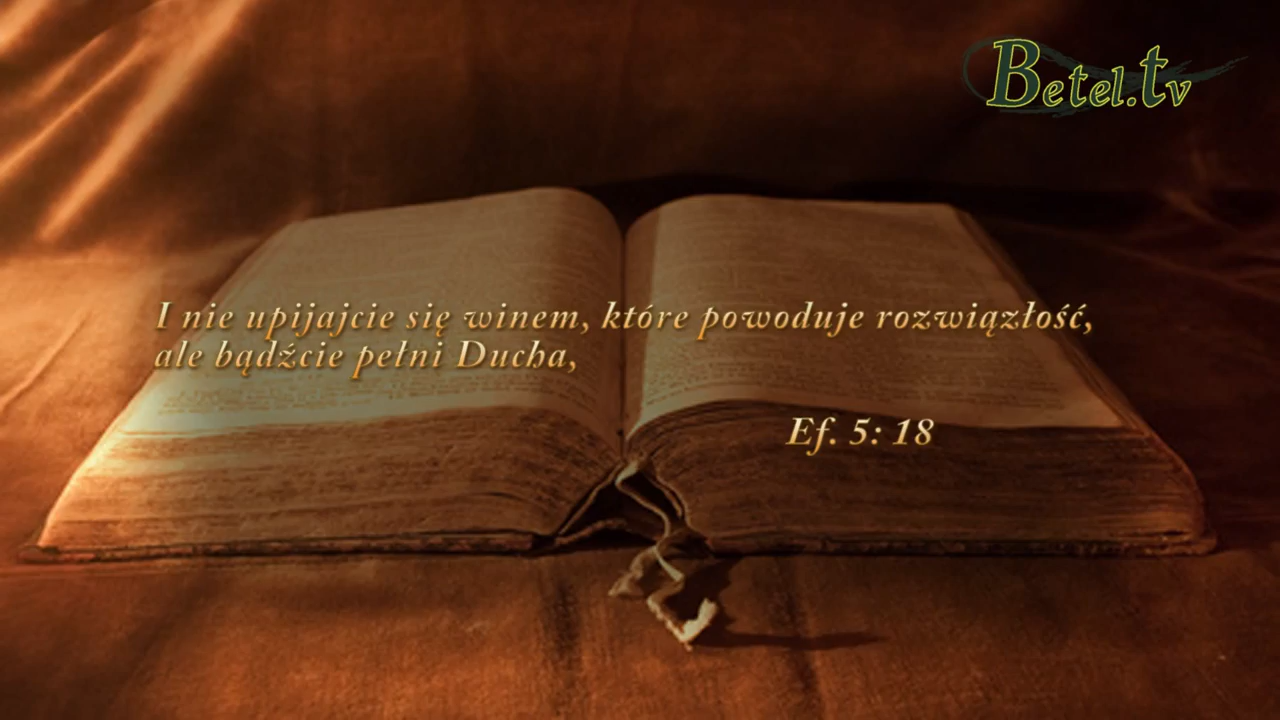 Betel.tv
I nie upijajcie się winem, które powoduje rozwiązłość,
ale bądźcie pełni Ducha,
Ef. 5: 18